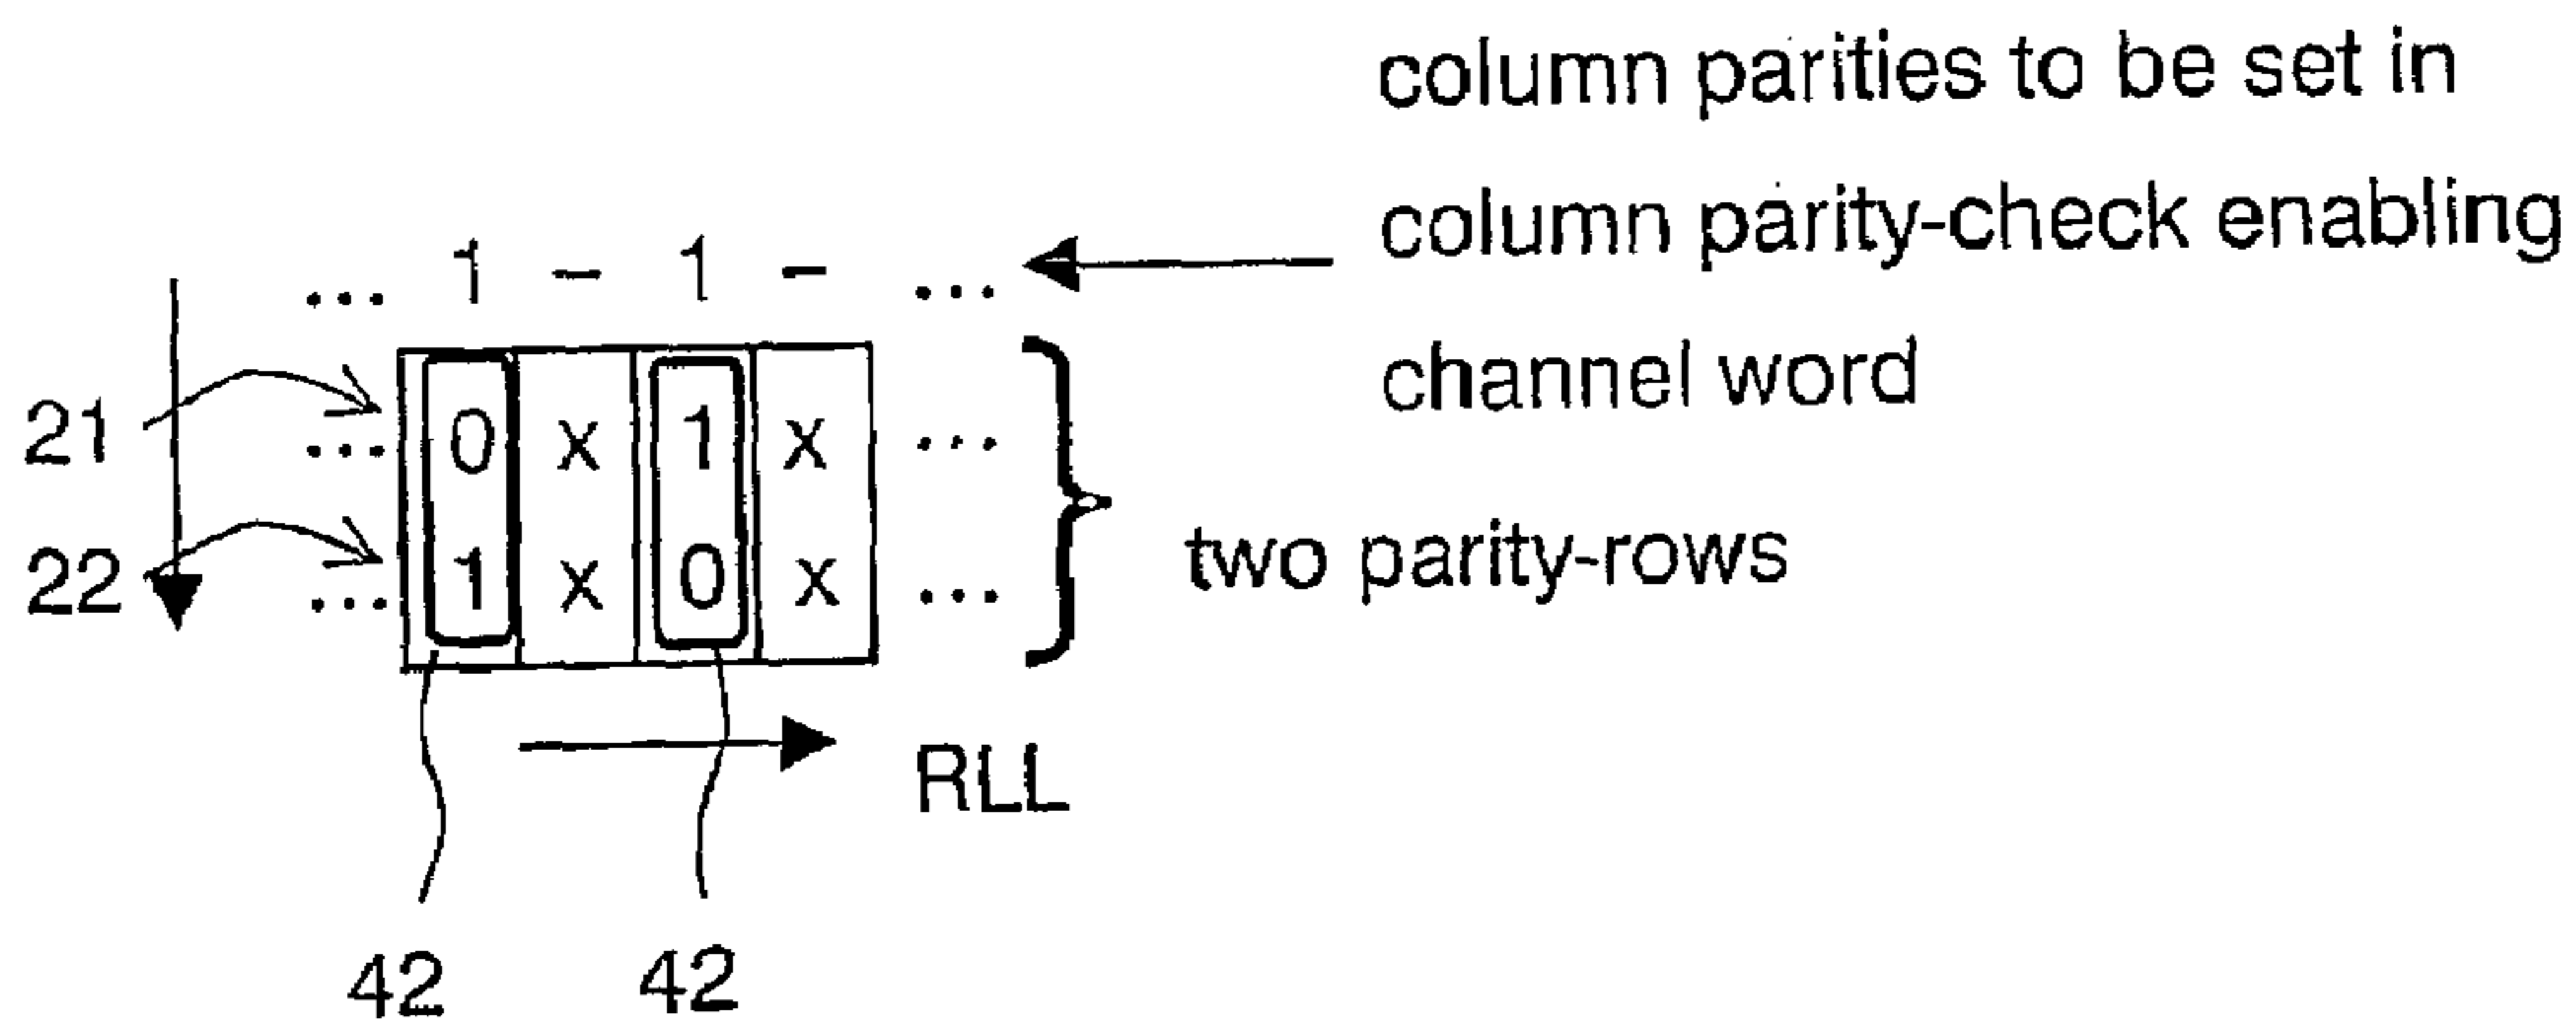 column parities to be set in
column parity-check enabling
channel word
... 1 – 1 – ...
21 ... 0 x 1 x ...
22 ... 1 x 0 x ...
two parity-rows
RLL
42 42